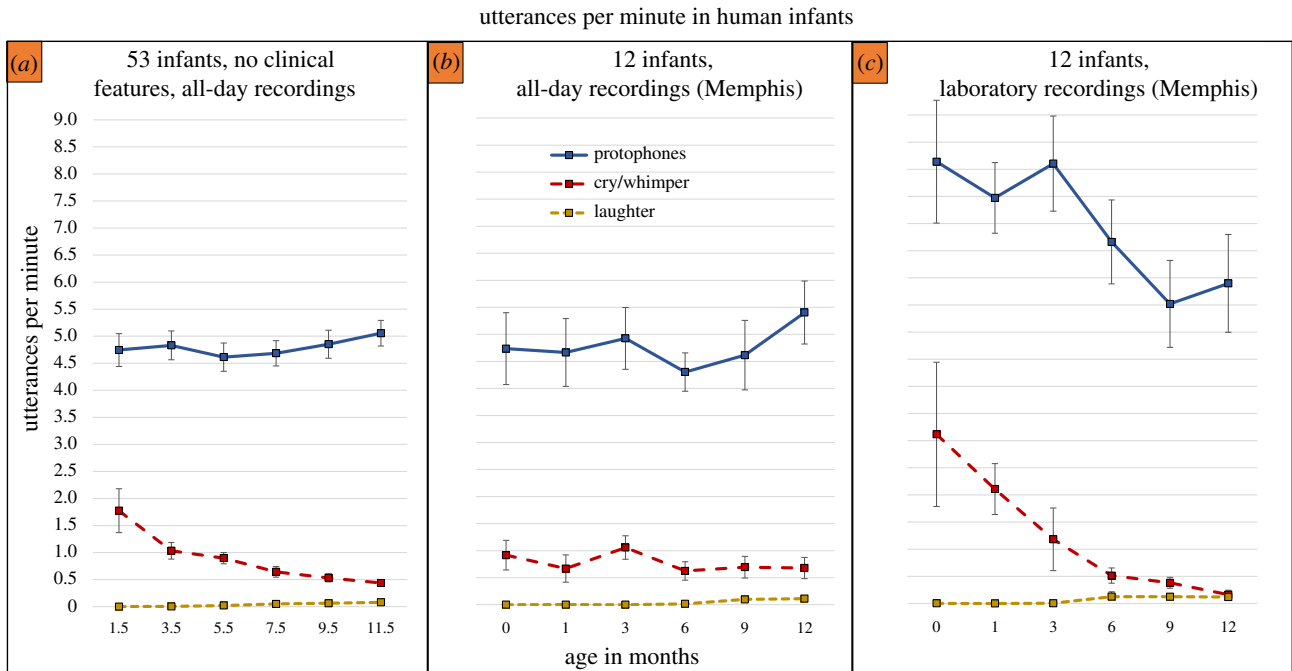 utterances per minute in human infants
(a)
53 infants, no clinical
features, all-day recordings
(b)
12 infants,
all-day recordings (Memphis)
(c)
12 infants,
laboratory recordings (Memphis)
utterances per minute
9.0
8.5
8.0
7.5
7.0
6.5
6.0
5.5
5.0
4.5
4.0
3.5
3.0
2.5
2.0
1.5
1.0
0.5
0
protophones
cry/whimper
laughter
1.5 3.5 5.5 7.5 9.5 11.5
0 1 3 6 9 12
0 1 3 6 9 12
age in months